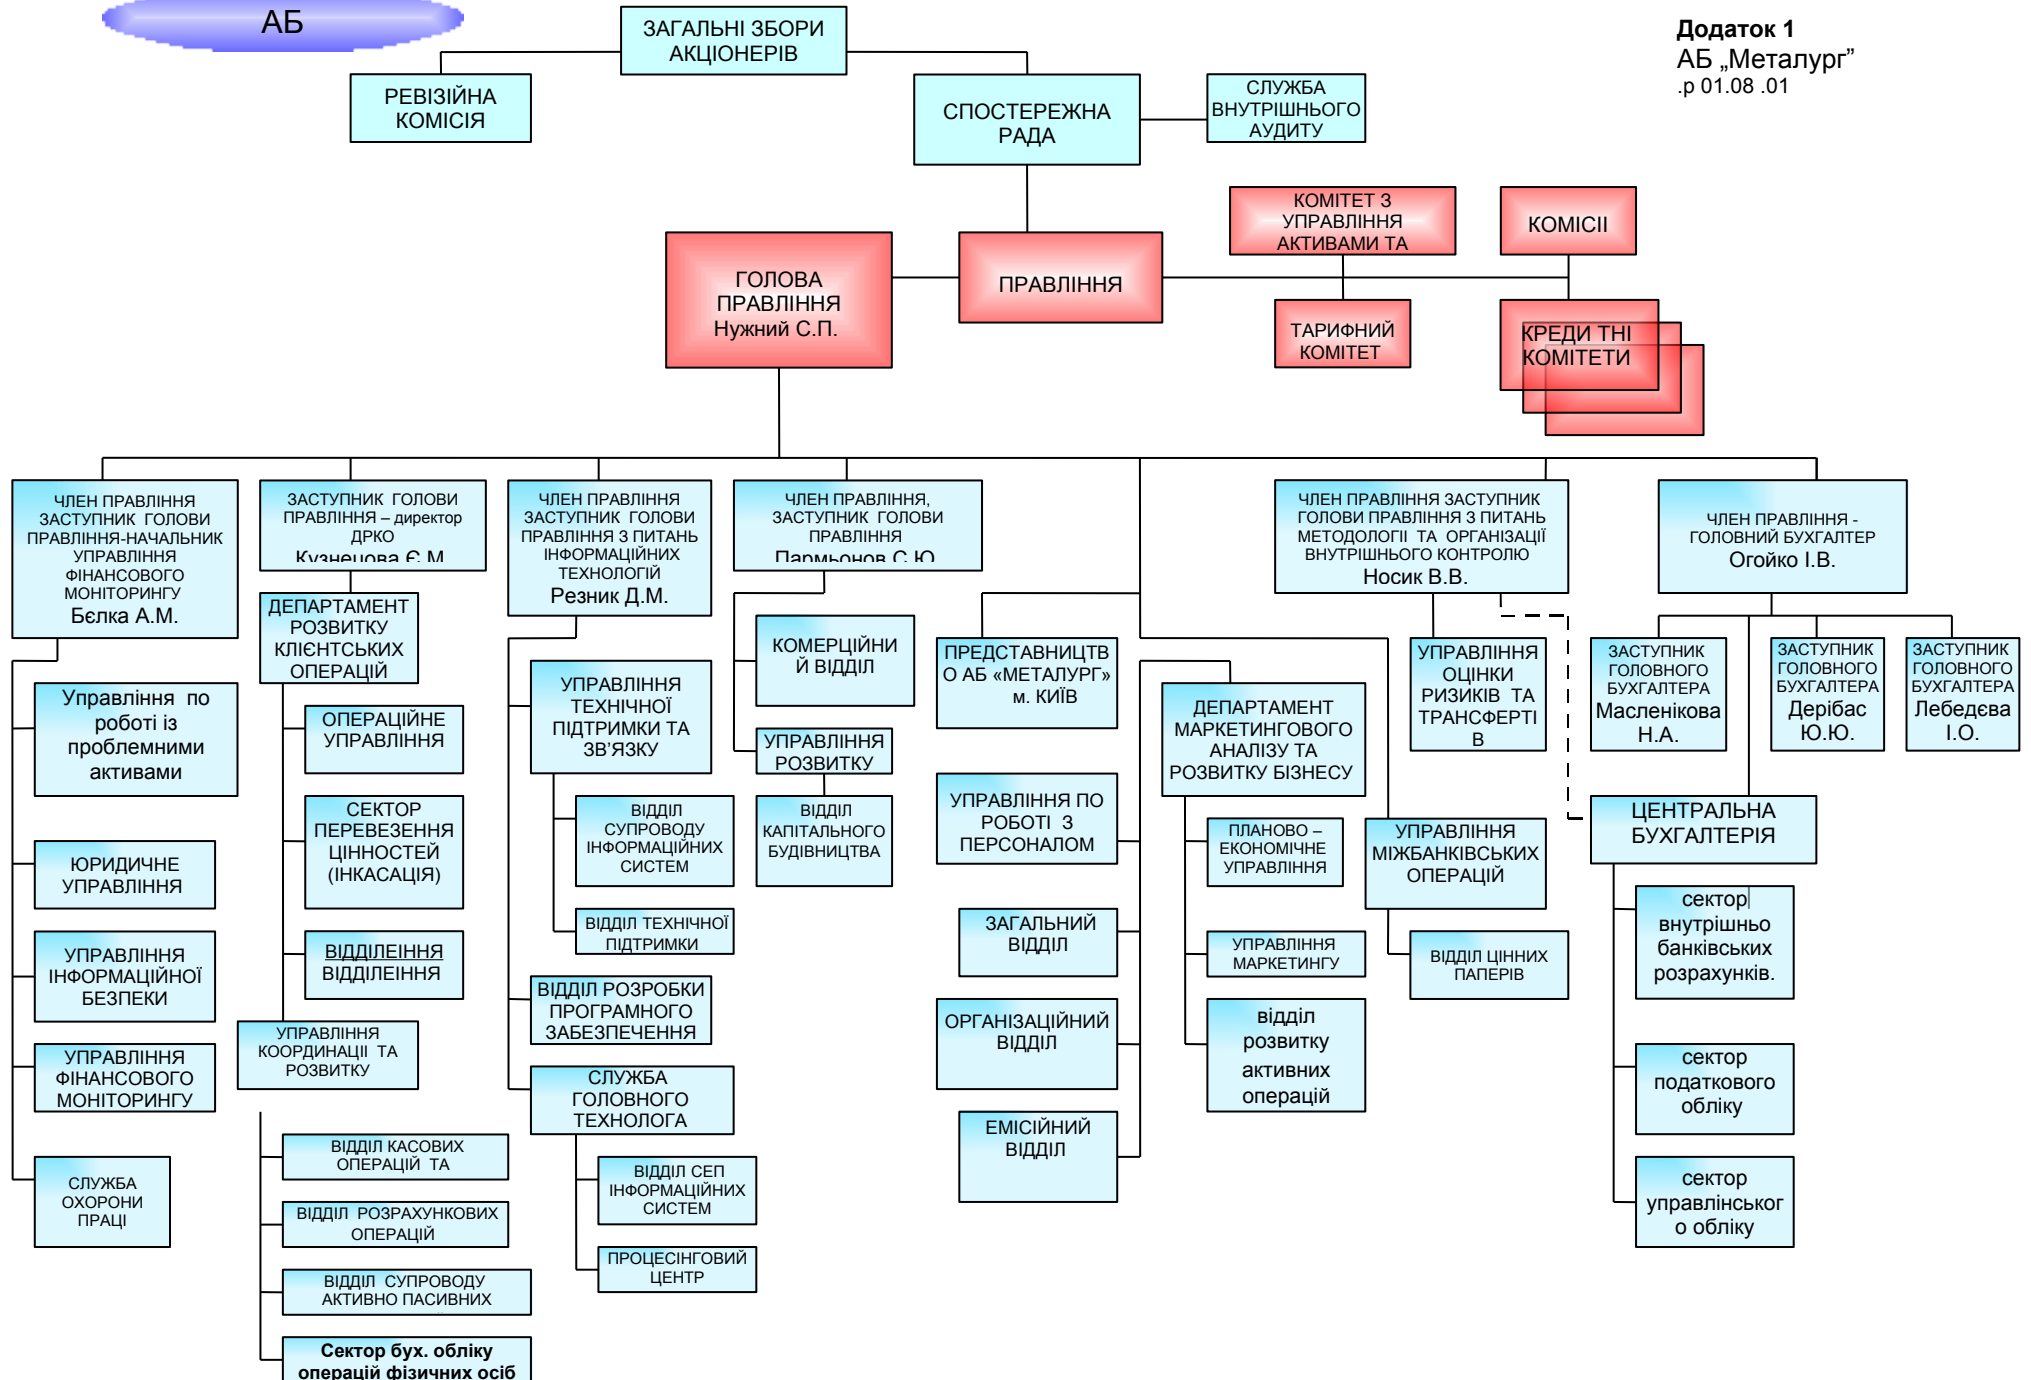 АБ
ЗАГАЛЬНІ ЗБОРИ
АКЦІОНЕРІВ
Додаток 1
АБ „Металург”
.р 01.08 .01
РЕВІЗІЙНА
КОМІСІЯ
СПОСТЕРЕЖНА
РАДА
СЛУЖБА
ВНУТРІШНЬОГО
АУДИТУ
КОМІТЕТ З
УПРАВЛІННЯ
АКТИВАМИ ТА
КОМІСІІ
ГОЛОВА
ПРАВЛІННЯ
Нужний С.П.
ПРАВЛІННЯ
ТАРИФНИЙ
КОМІТЕТ
КРЕДИ ТНІ
КОМІТЕТИ
ЧЛЕН ПРАВЛІННЯ
ЗАСТУПНИК ГОЛОВИ
ПРАВЛІННЯ-НАЧАЛЬНИК
УПРАВЛІННЯ
ФІНАНСОВОГО
МОНІТОРИНГУ
Бєлка А.М.
ЗАСТУПНИК ГОЛОВИ
ПРАВЛІННЯ – директор
ДРКО
Кузнецова Є.М
ЧЛЕН ПРАВЛІННЯ
ЗАСТУПНИК ГОЛОВИ
ПРАВЛІННЯ З ПИТАНЬ
ІНФОРМАЦІЙНИХ
ТЕХНОЛОГІЙ
Резник Д.М.
ЧЛЕН ПРАВЛІННЯ,
ЗАСТУПНИК ГОЛОВИ
ПРАВЛІННЯ
Пармьонов С.Ю
ЧЛЕН ПРАВЛІННЯ ЗАСТУПНИК
ГОЛОВИ ПРАВЛІННЯ З ПИТАНЬ
МЕТОДОЛОГІІ ТА ОРГАНІЗАЦІЇ
ВНУТРІШНЬОГО КОНТРОЛЮ
Носик В.В.
ЧЛЕН ПРАВЛІННЯ -
ГОЛОВНИЙ БУХГАЛТЕР
Огойко І.В.
Управління по
роботі із
проблемними
активами
ЮРИДИЧНЕ
УПРАВЛІННЯ
УПРАВЛІННЯ
ІНФОРМАЦІЙНОЇ
БЕЗПЕКИ
УПРАВЛІННЯ
ФІНАНСОВОГО
МОНІТОРИНГУ
СЛУЖБА
ОХОРОНИ
ПРАЦІ
ДЕПАРТАМЕНТ
РОЗВИТКУ
КЛІЄНТСЬКИХ
ОПЕРАЦІЙ
ОПЕРАЦІЙНЕ
УПРАВЛІННЯ
СЕКТОР
ПЕРЕВЕЗЕННЯ
ЦІННОСТЕЙ
(ІНКАСАЦІЯ)
ВІДДІЛЕІННЯ
ВІДДІЛЕІННЯ
УПРАВЛІННЯ
КООРДИНАЦІІ ТА
РОЗВИТКУ
ВІДДІЛ КАСОВИХ
ОПЕРАЦІЙ ТА
ВІДДІЛ РОЗРАХУНКОВИХ
ОПЕРАЦІЙ
ВІДДІЛ СУПРОВОДУ
АКТИВНО ПАСИВНИХ
Сектор бух. обліку
операцій фізичних осіб
УПРАВЛІННЯ
ТЕХНІЧНОЇ
ПІДТРИМКИ ТА
ЗВ’ЯЗКУ
ВІДДІЛ
СУПРОВОДУ
ІНФОРМАЦІЙНИХ
СИСТЕМ
ВІДДІЛ ТЕХНІЧНОЇ
ПІДТРИМКИ
ВІДДІЛ РОЗРОБКИ
ПРОГРАМНОГО
ЗАБЕЗПЕЧЕННЯ
СЛУЖБА
ГОЛОВНОГО
ТЕХНОЛОГА
ВІДДІЛ СЕП
ІНФОРМАЦІЙНИХ
СИСТЕМ
ПРОЦЕСІНГОВИЙ
ЦЕНТР
КОМЕРЦІЙНИ
Й ВІДДІЛ
УПРАВЛІННЯ
РОЗВИТКУ
ВІДДІЛ
КАПІТАЛЬНОГО
БУДІВНИЦТВА
ПРЕДСТАВНИЦТВ
О АБ «МЕТАЛУРГ»
м. КИЇВ
УПРАВЛІННЯ ПО
РОБОТІ З
ПЕРСОНАЛОМ
ЗАГАЛЬНИЙ
ВІДДІЛ
ОРГАНІЗАЦІЙНИЙ
ВІДДІЛ
ЕМІСІЙНИЙ
ВІДДІЛ
ДЕПАРТАМЕНТ
МАРКЕТИНГОВОГО
АНАЛІЗУ ТА
РОЗВИТКУ БІЗНЕСУ
ПЛАНОВО –
ЕКОНОМІЧНЕ
УПРАВЛІННЯ
УПРАВЛІННЯ
МАРКЕТИНГУ
відділ
розвитку
активних
операцій
УПРАВЛІННЯ
МІЖБАНКІВСЬКИХ
ОПЕРАЦІЙ
ВІДДІЛ ЦІННИХ
ПАПЕРІВ
УПРАВЛІННЯ
ОЦІНКИ
РИЗИКІВ ТА
ТРАНСФЕРТІ
В
ЗАСТУПНИК
ГОЛОВНОГО
БУХГАЛТЕРА
Масленікова
Н.А.
ЗАСТУПНИК
ГОЛОВНОГО
БУХГАЛТЕРА
Дерібас
Ю.Ю.
ЗАСТУПНИК
ГОЛОВНОГО
БУХГАЛТЕРА
Лебедєва
І.О.
ЦЕНТРАЛЬНА
БУХГАЛТЕРІЯ
сектор
внутрішньо
банківських
розрахунків.
сектор
податкового
обліку
сектор
управлінськог
о обліку